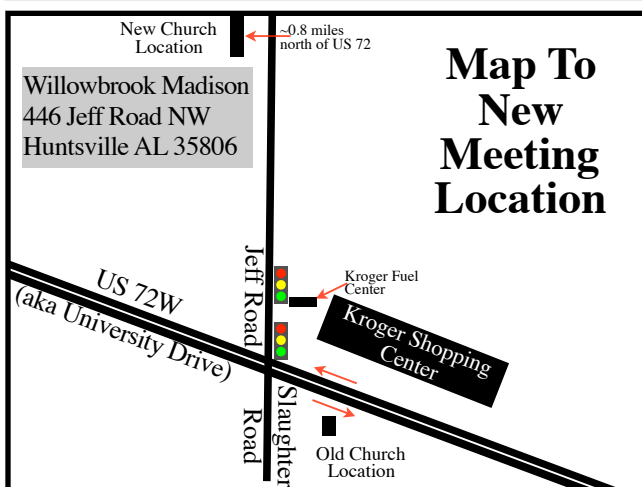 New Church
Location
~0.8 miles
north of US 72
Willowbrook Madison
446 Jeff Road NW
Huntsville AL 35806
Map To
New
Meeting
Location
Jeff Road
Kroger Fuel
Center
US 72W
(aka University Drive)
Kroger Shopping
Center
Slaughter
Road
Old Church
Location